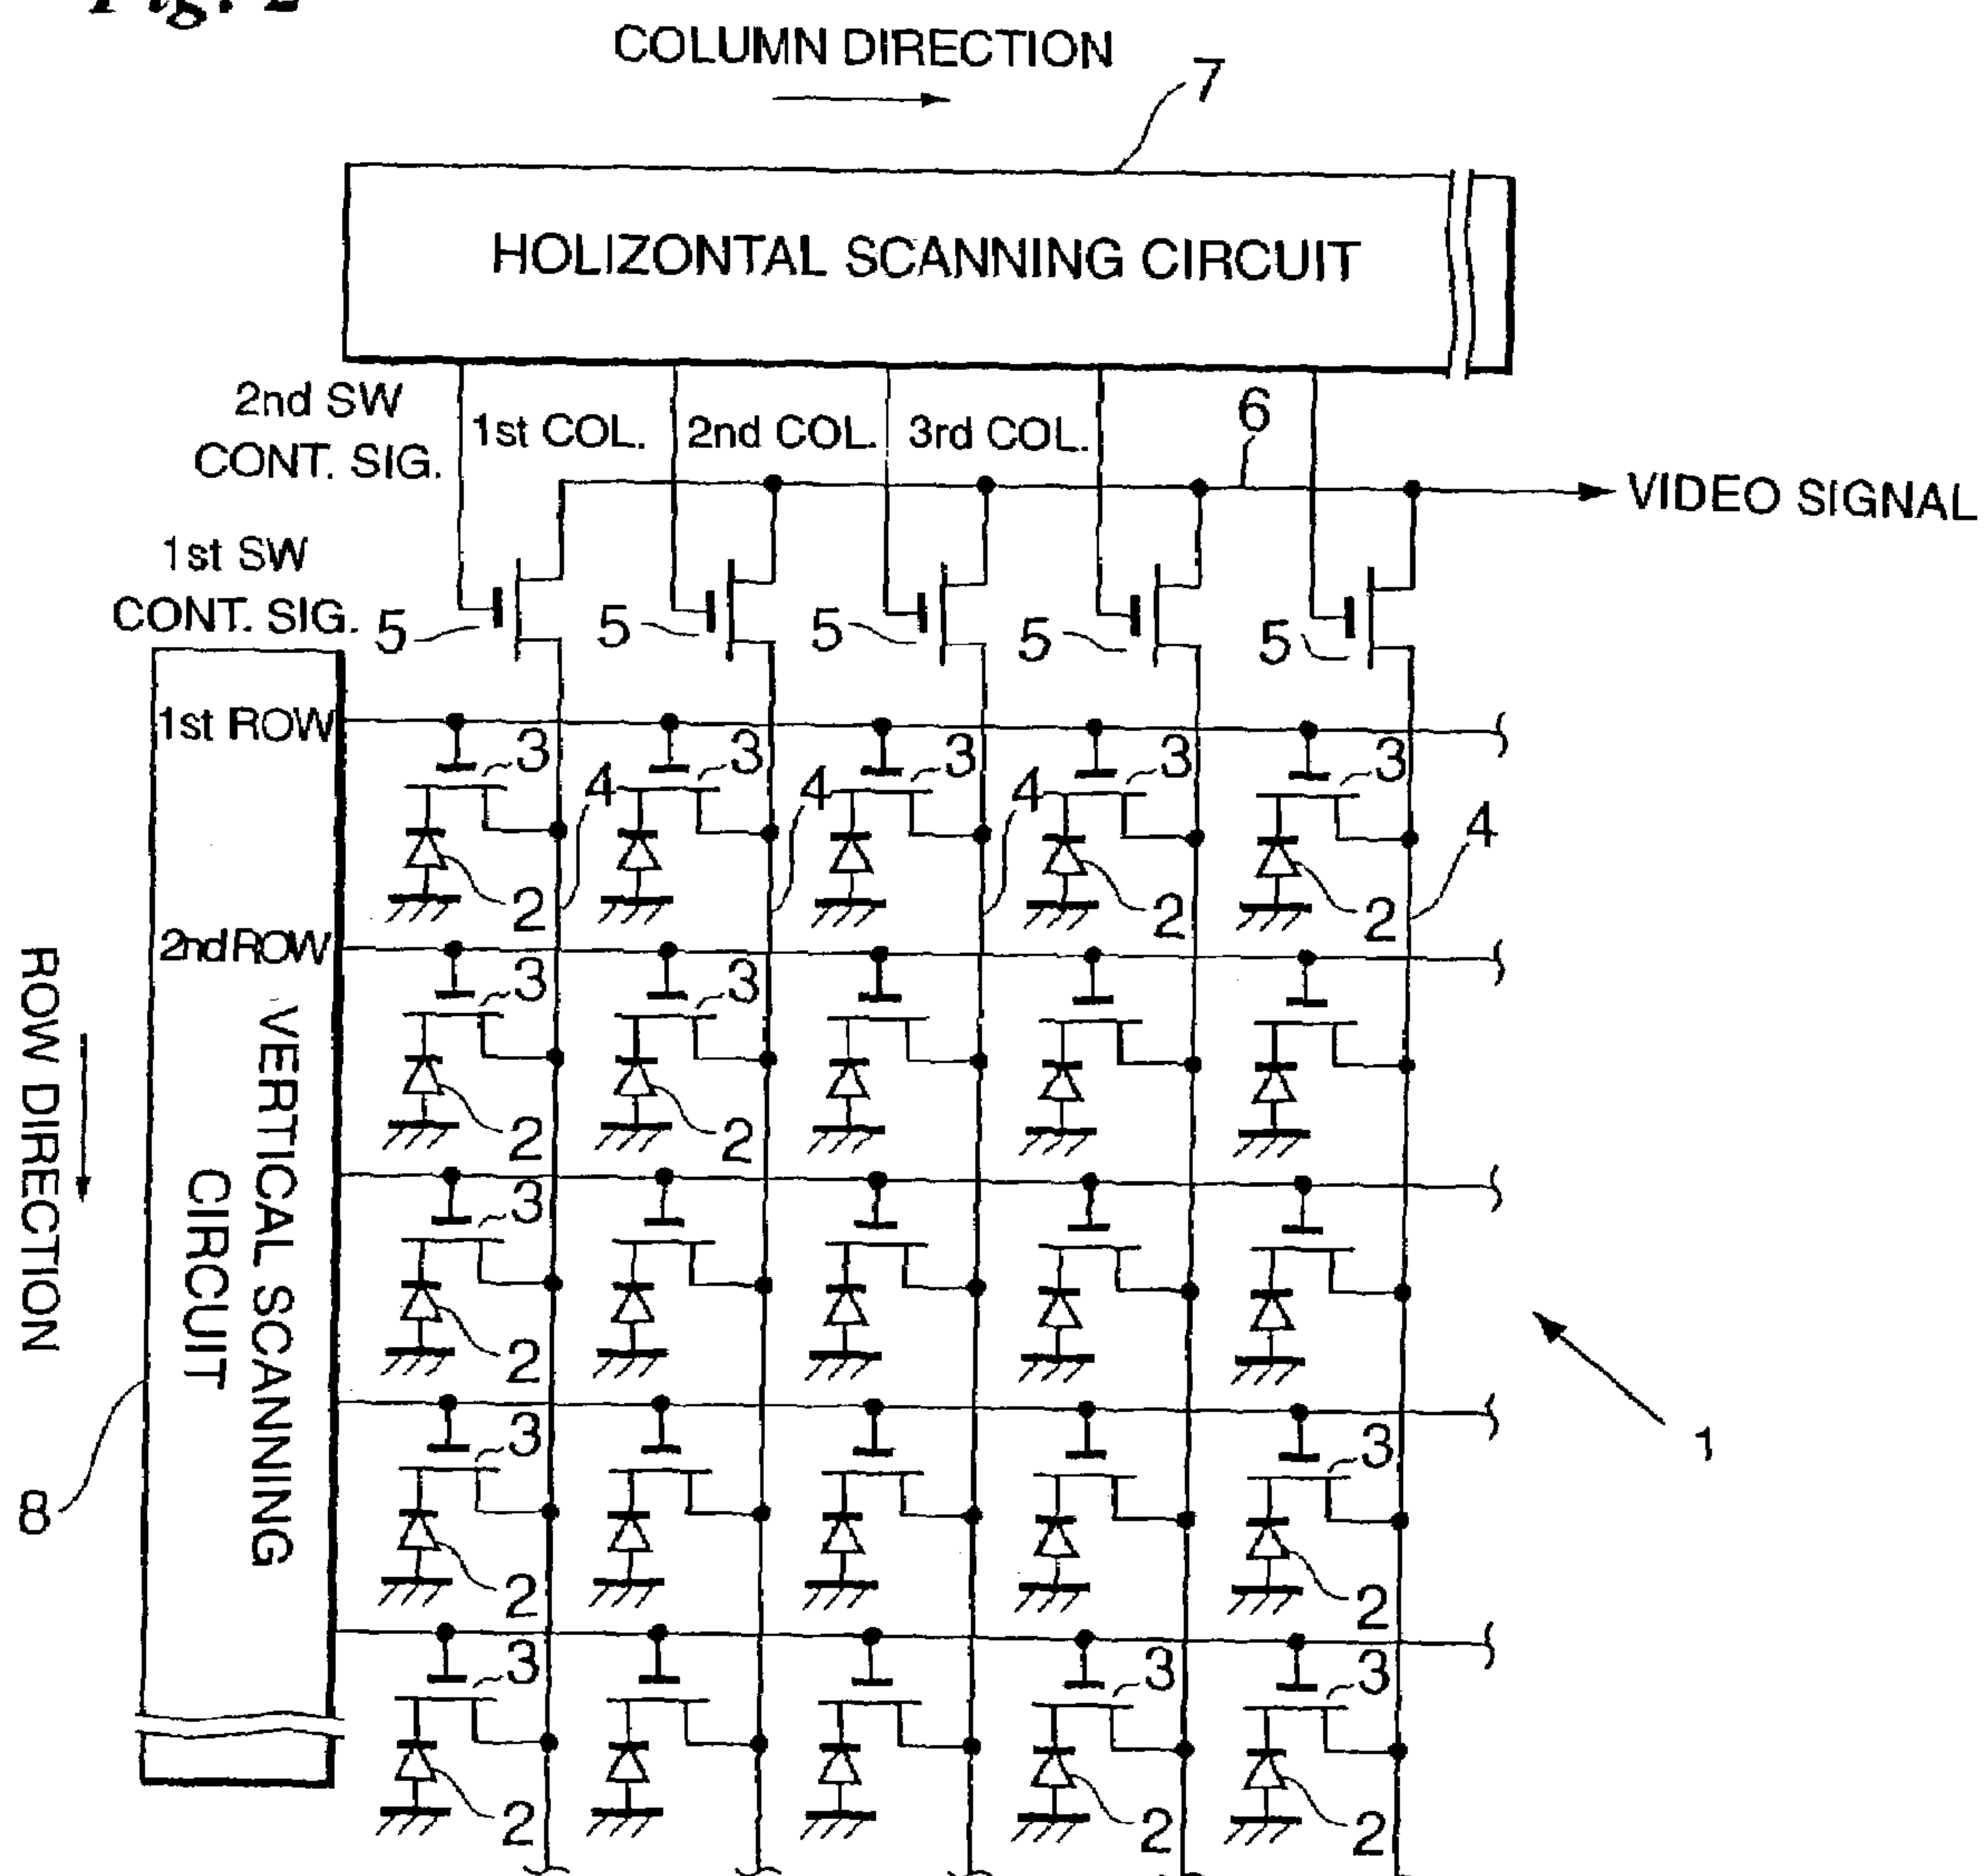 Fig. 2
COLUMN DIRECTION
7
HOLIZONTAL SCANNING CIRCUIT
2nd SW
CONT. SIG.
1st COL. 2nd COL. 3rd COL.
6
VIDEO SIGNAL
1st SW
CONT. SIG.
5 5 5 5 5
1st ROW
3 3 3 3 3
4 4 4 4
2 2 2
2nd ROW
3 3
2 2
ROW DIRECTION
VERTICAL SCANNING
CIRCUIT
3
2
1
3 3
8
2 2
3 3 3
2 2 2